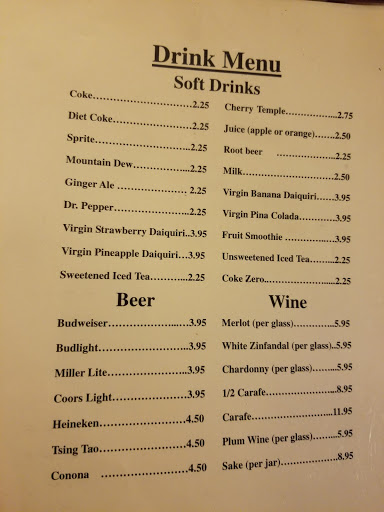 Drink Menu
Soft Drinks
Coke.......................2.25
Diet Coke..................2.25
Sprite.....................2.25
Mountain Dew...............2.25
Ginger Ale ................. 2.25
Dr. Pepper.................2.25
Virgin Strawberry Daiquiri..3.95
Virgin Pineapple Daiquiri...3.95
Sweetened Iced Tea.........2.25
Cherry Temple................2.75
Juice (apple or orange).......2.50
Root beer ...............2.25
Milk.........................2.50
Virgin Banana Daiquiri......3.95
Virgin Pina Colada...........3.95
Fruit Smoothie ..............3.95
Unsweetened Iced Tea........2.25
Coke Zero....................2.25
Beer
Budweiser....................3.95
Budlight.....................3.95
Miller Lite..................3.95
Coors Light..................3.95
Heineken.....................4.50
Tsing Tao....................4.50
Conona .....................4.50
Wine
Merlot (per glass)...........5.95
White Zinfandal (per glass)..5.95
Chardonny (per glass).......5.95
1/2 Carafe...................8.95
Carafe.......................11.95
Plum Wine (per glass).......5.95
Sake (per jar)...............8.95